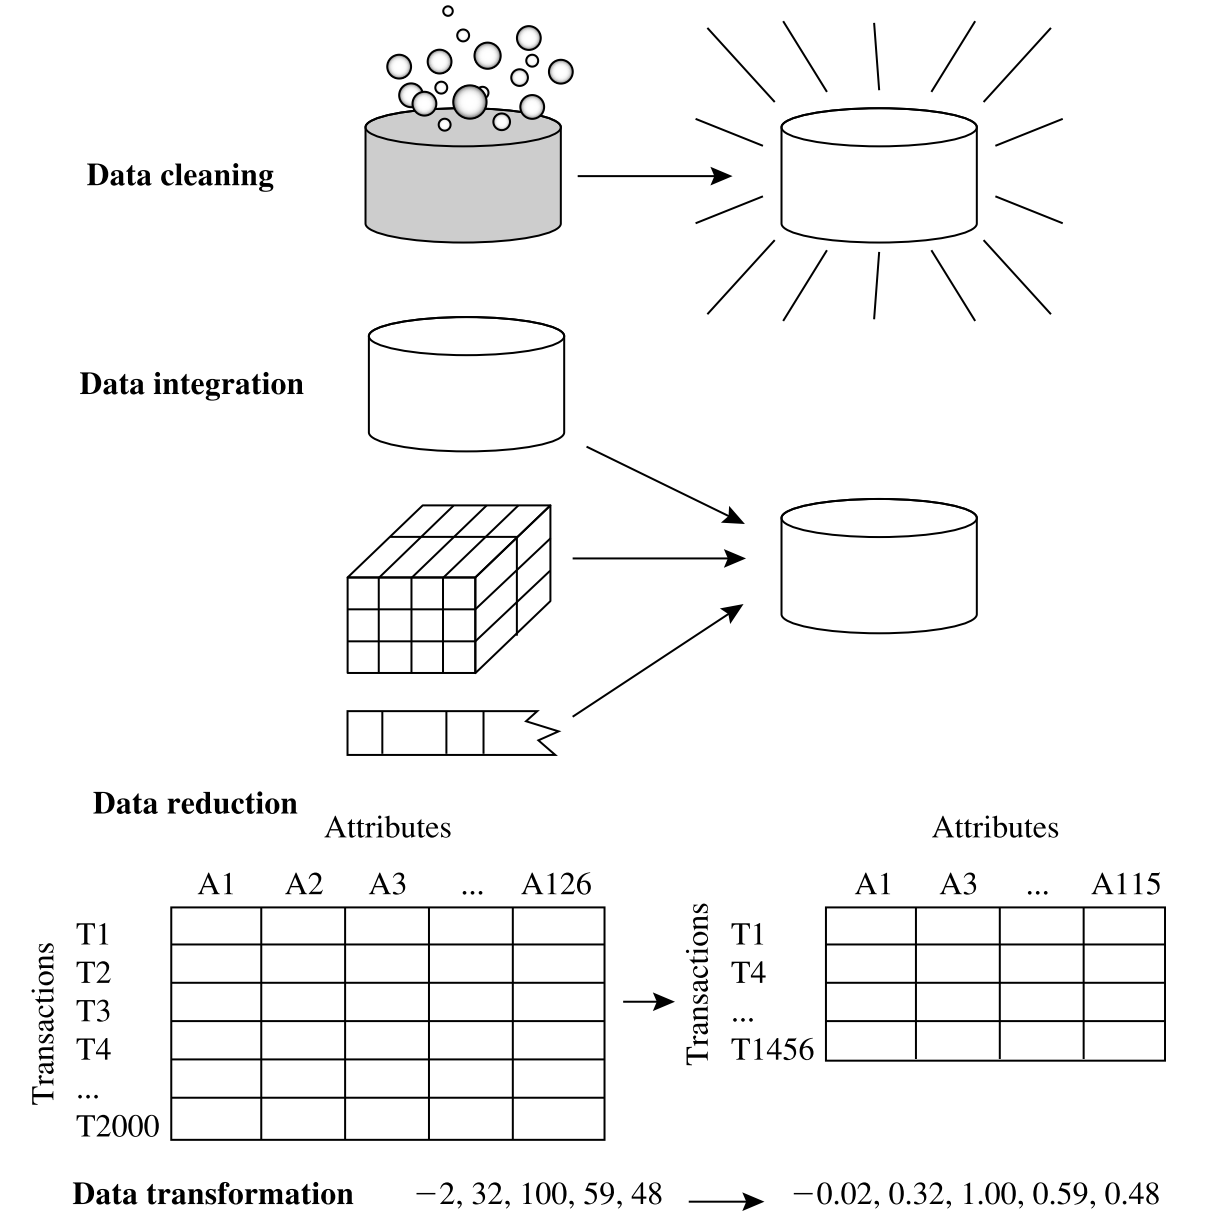 Data cleaning
Data integration
Data reduction
Attributes
Attributes
A1 A2 A3 ... A126
A1 A3 ... A115
Transactions
T1
T2
T3
T4
...
T2000
Transactions
T1
T4
...
T1456
Data transformation −2, 32, 100, 59, 48 −0.02, 0.32, 1.00, 0.59, 0.48